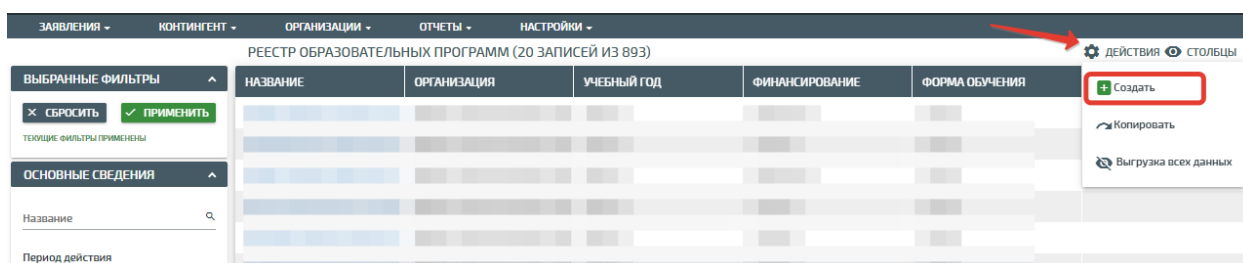 ЗАЯВЛЕНИЯ КОНТИНГЕНТ ОРГАНИЗАЦИИ ОТЧЕТЫ НАСТРОЙКИ
РЕЕСТР ОБРАЗОВАТЕЛЬНЫХ ПРОГРАММ (20 ЗАПИСЕЙ ИЗ 893) ДЕЙСТВИЯ СТОЛБЦЫ
ВЫБРАННЫЕ ФИЛЬТРЫ
НАЗВАНИЕ ОРГАНИЗАЦИЯ УЧЕБНЫЙ ГОД ФИНАНСИРОВАНИЕ ФОРМА ОБУЧЕНИЯ
Создать
СБРОСИТЬ ПРИМЕНИТЬ
Копировать
ТЕКУЩИЕ ФИЛЬТРЫ ПРИМЕНЕНЫ
Выгрузка всех данных
ОСНОВНЫЕ СВЕДЕНИЯ
Название
Период действия